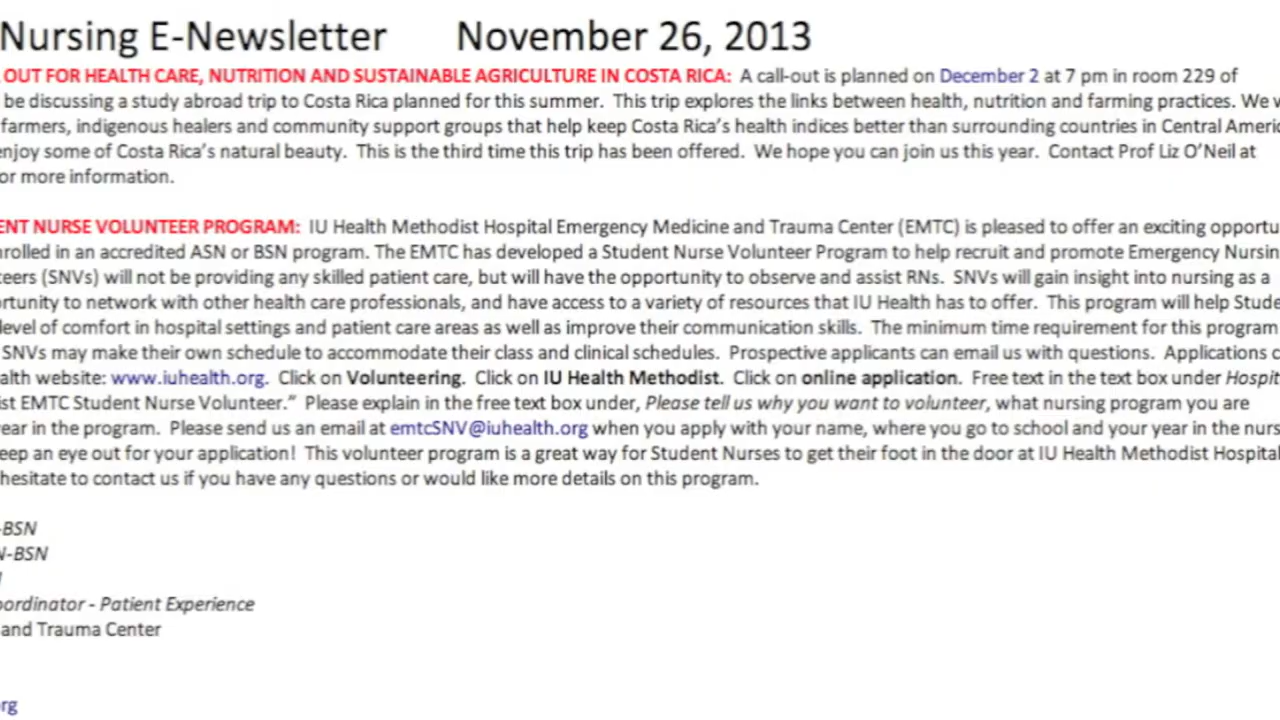 Nursing E-Newsletter November 26, 2013
OUT FOR HEALTH CARE, NUTRITION AND SUSTAINABLE AGRICULTURE IN COSTA RICA: A call-out is planned on December 2 at 7 pm in room 229 of
be discussing a study abroad trip to Costa Rica planned for this summer. This trip explores the links between health, nutrition and farming practices. We
farmers, indigenous healers and community support groups that help keep Costa Rica's health indices better than surrounding countries in Central Americ
enjoy some of Costa Rica's natural beauty. This is the third time this trip has been offered. We hope you can join us this year. Contact Prof Liz O'Neil at
or more information.
ENT NURSE VOLUNTEER PROGRAM: IU Health Methodist Hospital Emergency Medicine and Trauma Center (EMTC) is pleased to offer an exciting opportu
nrolled in an accredited ASN or BSN program. The EMTC has developed a Student Nurse Volunteer Program to help recruit and promote Emergency Nursin
teers (SNVs) will not be providing any skilled patient care, but will have the opportunity to observe and assist RNs. SNVs will gain insight into nursing as a
rtunity to network with other health care professionals, and have access to a variety of resources that IU Health has to offer. This program will help Stude
level of comfort in hospital settings and patient care areas as well as improve their communication skills. The minimum time requirement for this program
SNVs may make their own schedule to accommodate their class and clinical schedules. Prospective applicants can email us with questions. Applications
alth website: www.iuhealth.org. Click on Volunteering. Click on IU Health Methodist. Click on online application. Free text in the text box under Hospit
ist EMTC Student Nurse Volunteer." Please explain in the free text box under, Please tell us why you want to volunteer, what nursing program you are
ear in the program. Please send us an email at emtcSNV@iuhealth.org when you apply with your name, where you go to school and your year in the nurs
eep an eye out for your application! This volunteer program is a great way for Student Nurses to get their foot in the door at IU Health Methodist Hospital
hesitate to contact us if you have any questions or would like more details on this program.
-BSN
N-BSN
oordinator - Patient Experience
and Trauma Center
rg